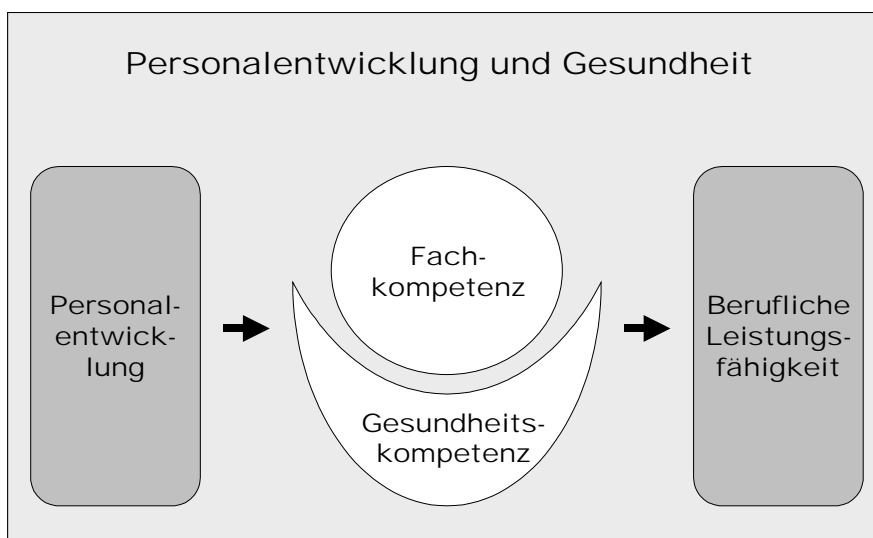 Personalentwicklung und Gesundheit
Personal-
entwick-
lung
Fach-
kompetenz
Gesundheits-
kompetenz
Berufliche
Leistungs-
fähigkeit